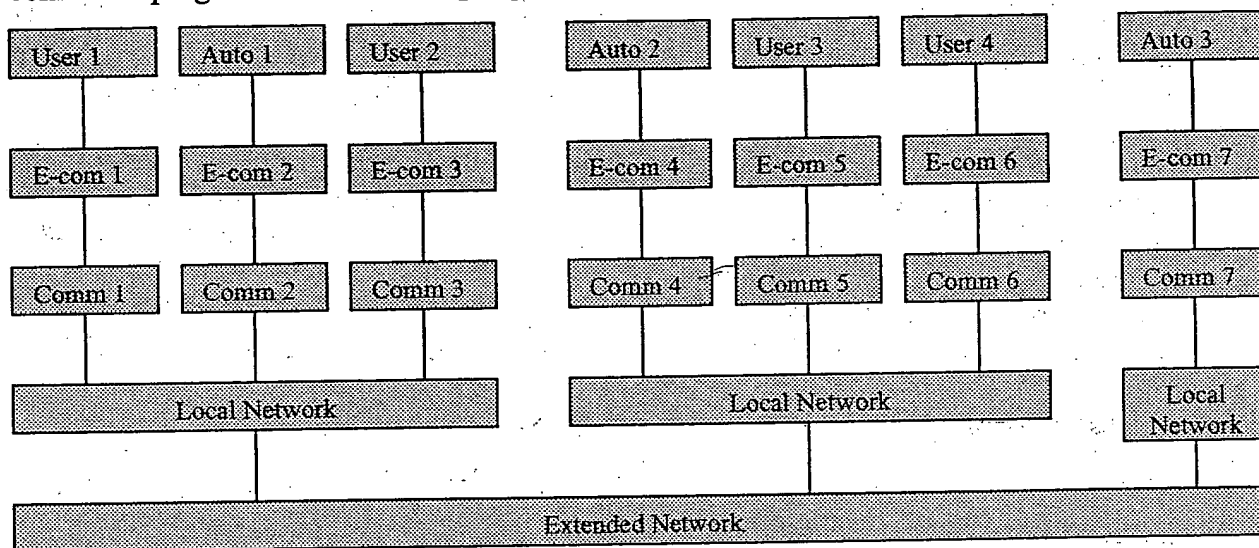 User 1 Auto 1 User 2 Auto 2 User 3 User 4 Auto 3
E-com 1 E-com 2 E-com 3 E-com 4 E-com 5 E-com 6 E-com 7
Comm 1 Comm 2 Comm 3 Comm 4 Comm 5 Comm 6 Comm 7
Local Network Local Network Local
Network
Extended Network